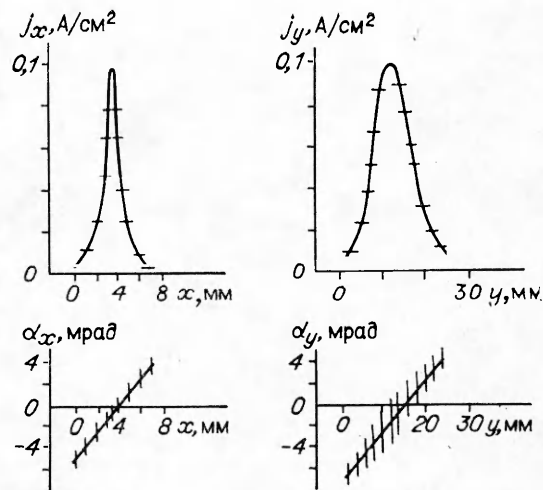 jx, А/см²
0,1
0
0 4 8 x, мм
jy, А/см²
0,1
0
0 30 y, мм
αx, мрад
4
0
-4
0 4 8 x, мм
αy, мрад
4
0
-4
0 20 30 y, мм